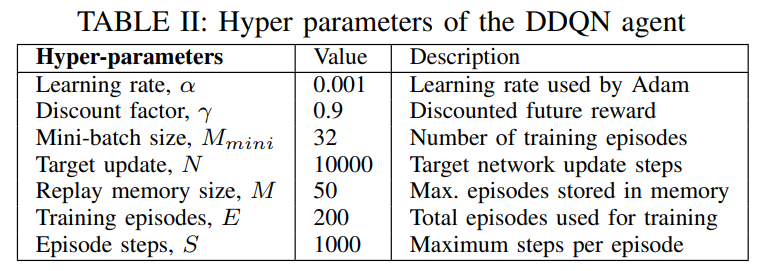 TABLE II: Hyper parameters of the DDQN agent
Hyper-parameters Value Description
Learning rate, α 0.001 Learning rate used by Adam
Discount factor, γ 0.9 Discounted future reward
Mini-batch size, M_{mini} 32 Number of training episodes
Target update, N 10000 Target network update steps
Replay memory size, M 50 Max. episodes stored in memory
Training episodes, E 200 Total episodes used for training
Episode steps, S 1000 Maximum steps per episode